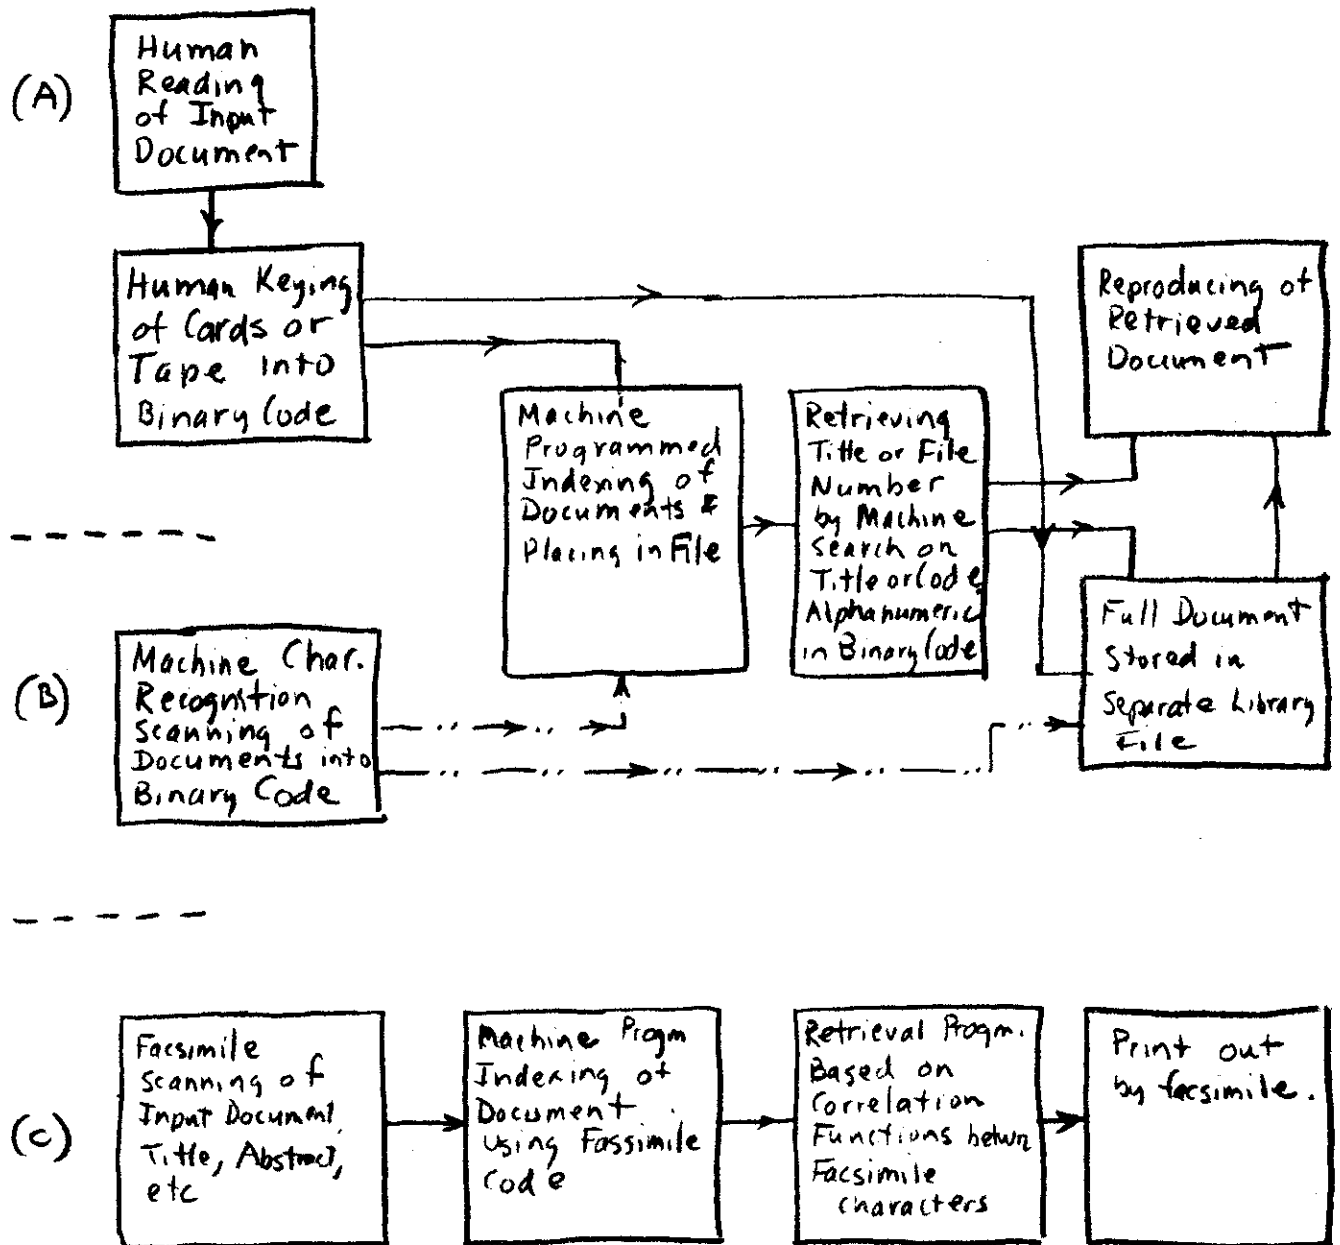 (A)
Human
Reading
of Input
Document
Human Keying
of Cards or
Tape into
Binary Code
Reproducing of
Retrieved
Document
Machine
Programmed
Indexing of
Documents &
Placing in File
Retrieving
Title or File
Number
by Machine
Search on
Title or Code
Alphanumeric
in Binary Code
(B)
Machine Char.
Recognition
Scanning of
Documents into
Binary Code
Full Document
Stored in
Separate Library
File
(C)
Facsimile
Scanning of
Input Document,
Title, Abstract,
etc
Machine Progm
Indexing of
Document
Using Fassimile
Code
Retrieval Progm.
Based on
Correlation
Functions betwn
Facsimile
Characters
Print out
by facsimile.